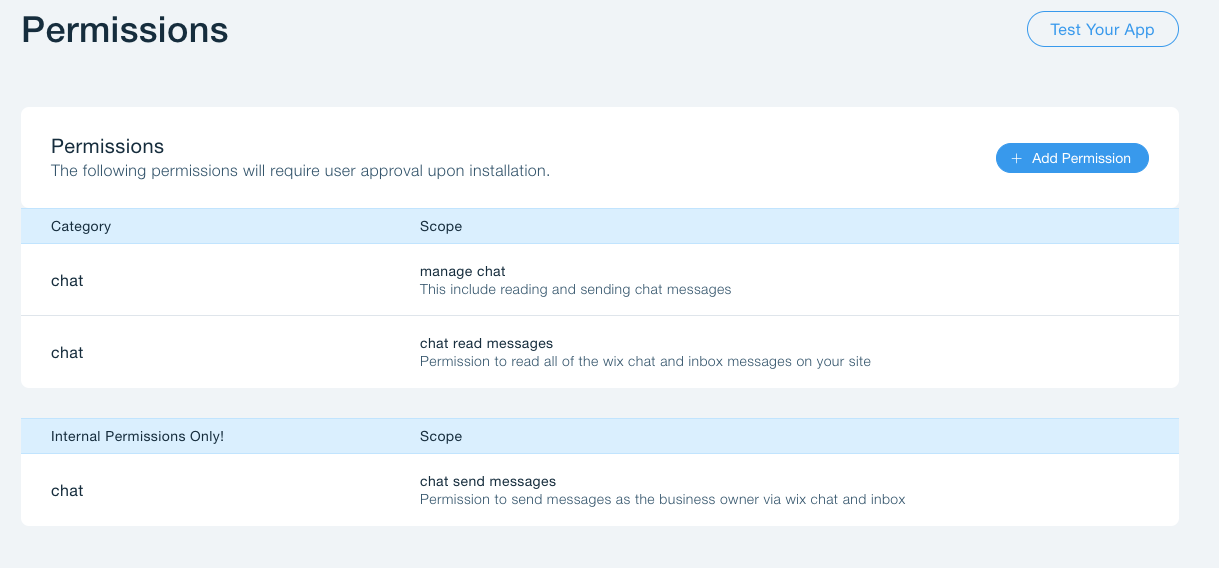 Permissions
Test Your App
Permissions
The following permissions will require user approval upon installation.
+ Add Permission
Category Scope
chat
manage chat
This include reading and sending chat messages
chat
chat read messages
Permission to read all of the wix chat and inbox messages on your site
Internal Permissions Only! Scope
chat
chat send messages
Permission to send messages as the business owner via wix chat and inbox